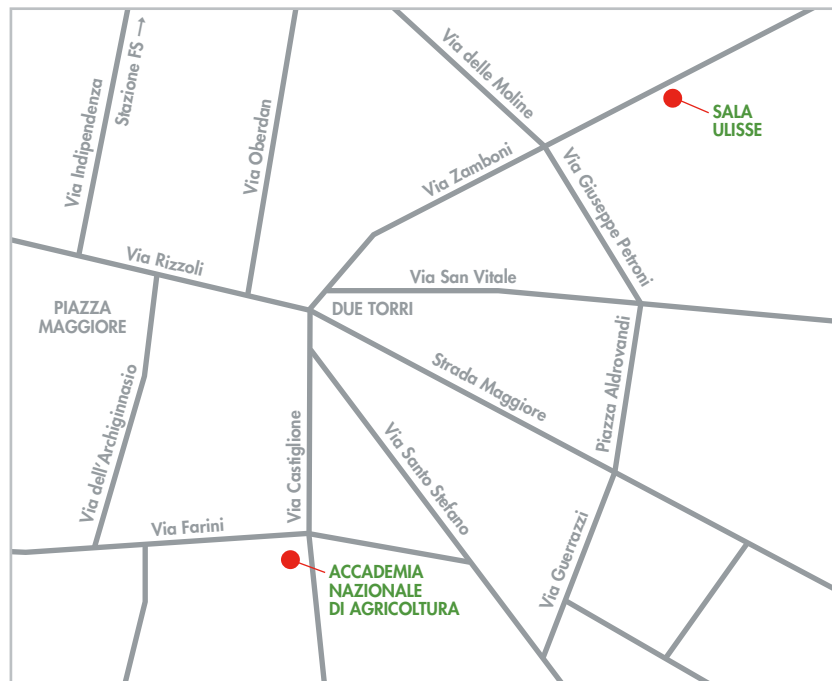 Via Indipendenza
Stazione FS →
Via Oberdan
Via delle Moline
SALA
ULISSE
Via Zamboni
Via Giuseppe Petroni
Via Rizzoli
Via San Vitale
PIAZZA
MAGGIORE
DUE TORRI
Strada Maggiore
Piazza Aldrovandi
Via dell'Archiginnasio
Via Castiglione
Via Santo Stefano
Via Farini
Via Guerrazzi
ACCADEMIA
NAZIONALE
DI AGRICOLTURA